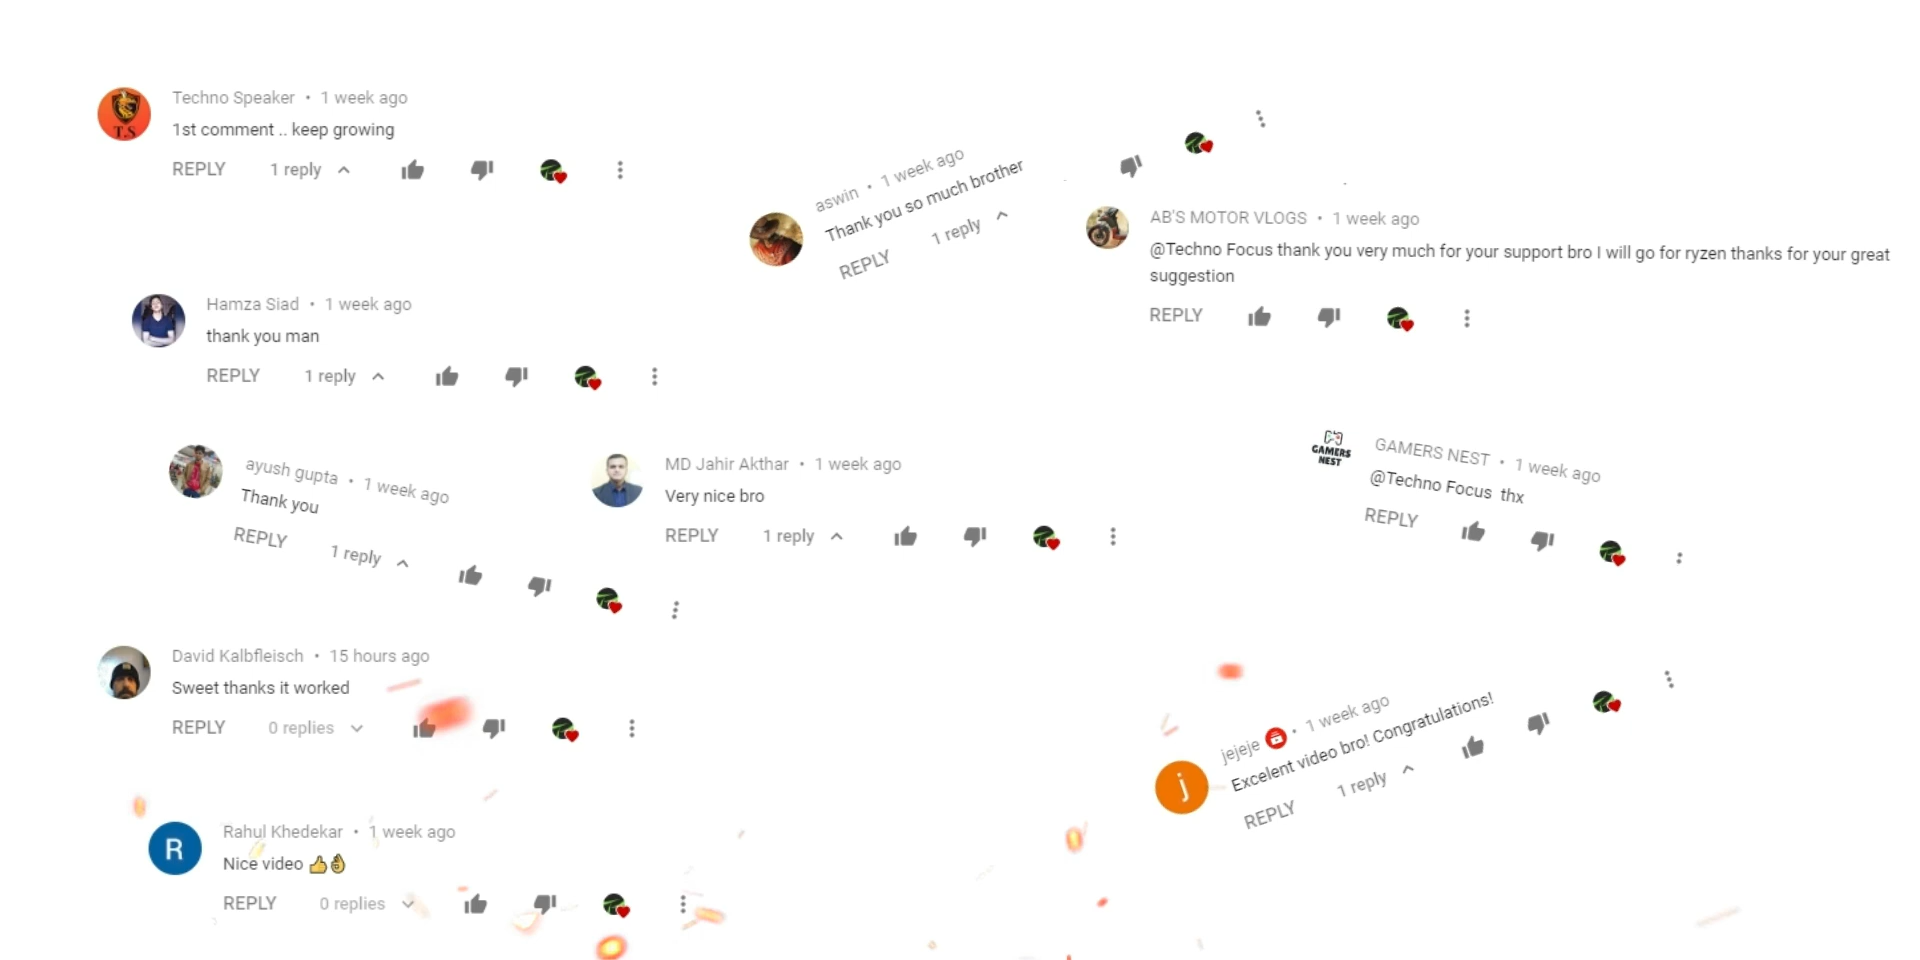 Techno Speaker • 1 week ago
1st comment .. keep growing
REPLY 1 reply
T.S
aswin • 1 week ago
Thank you so much brother
REPLY 1 reply
AB'S MOTOR VLOGS • 1 week ago
@Techno Focus thank you very much for your support bro I will go for ryzen thanks for your great
suggestion
REPLY
Hamza Siad • 1 week ago
thank you man
REPLY 1 reply
ayush gupta • 1 week ago
Thank you
REPLY 1 reply
MD Jahir Akthar • 1 week ago
Very nice bro
REPLY 1 reply
GAMERS
NEST
GAMERS NEST • 1 week ago
@Techno Focus thx
REPLY
David Kalbfleisch • 15 hours ago
Sweet thanks it worked
REPLY 0 replies
j
jejeje • 1 week ago
Excelent video bro! Congratulations!
REPLY 1 reply
R
Rahul Khedekar • 1 week ago
Nice video 👍👌
REPLY 0 replies